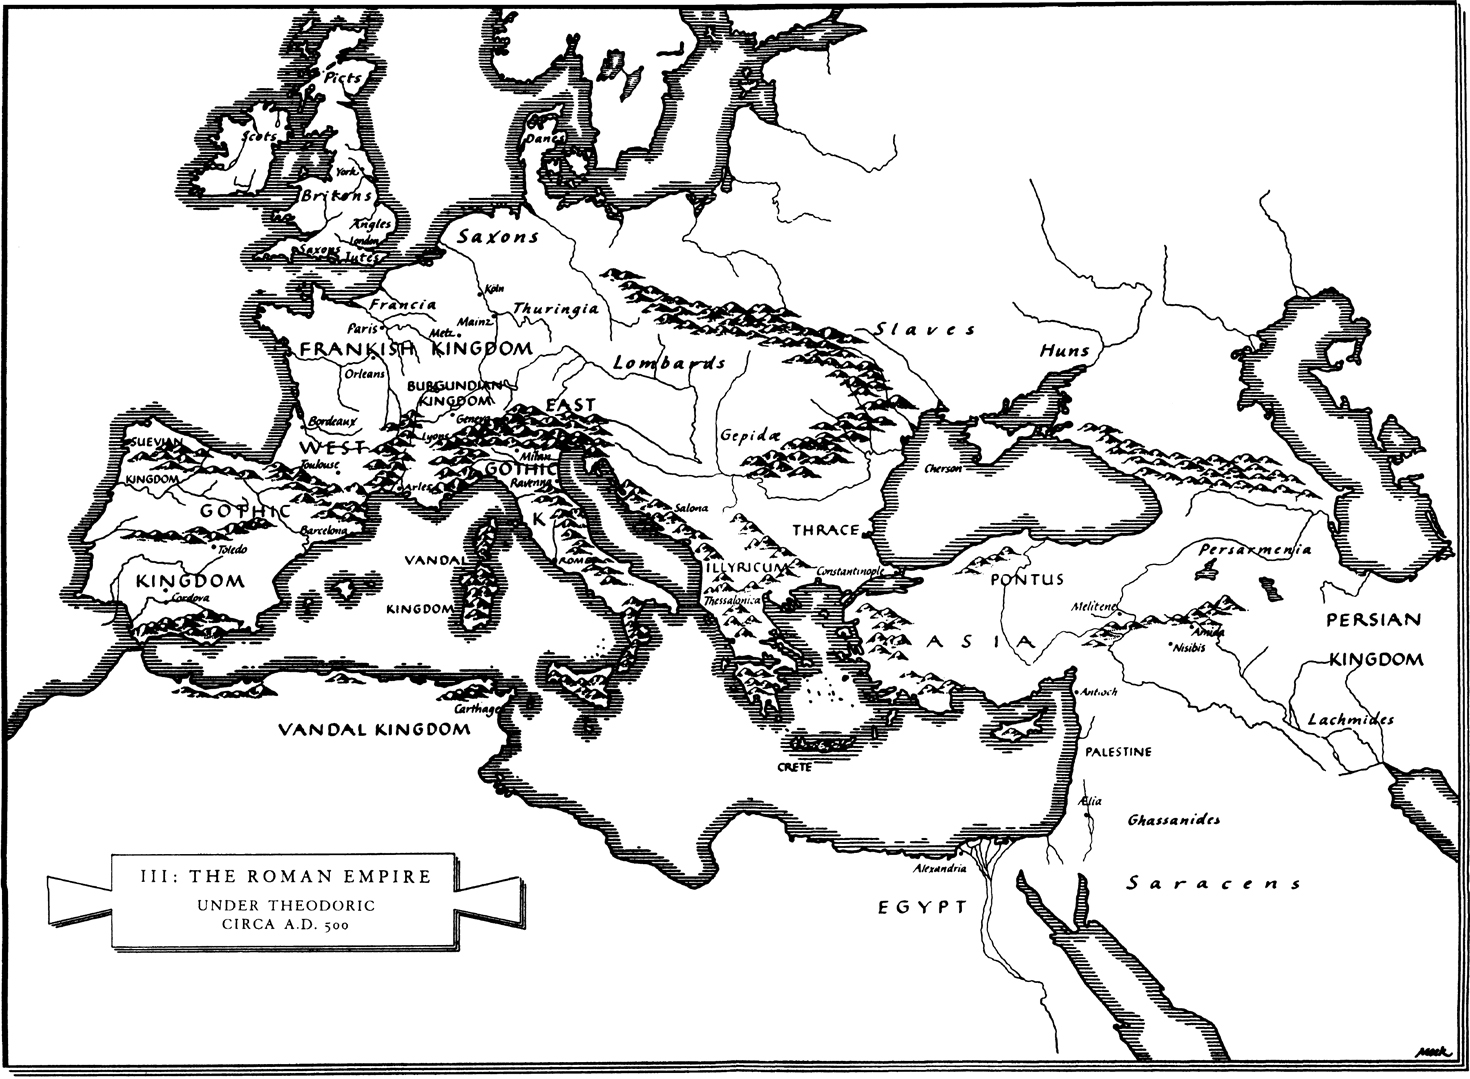 Picts
Scots
Danes
York
Britons
Angles
London
Saxons
Jutes
Saxons
Köln
Francia
Thuringia
Mainz
Paris
Metz
Slaves
FRANKISH KINGDOM
Huns
Lombards
Orleans
BURGUNDIAN
KINGDOM
EAST
Geneva
Bordeaux
Lyons
Gepidæ
SUEVIAN
KINGDOM
WEST
Milan
Toulouse
GOTHIC
Cherson
Ravenna
Arles
GOTHIC
K
Salona
Barcelona
THRACE
Toledo
VANDAL
KINGDOM
ROME
ILLYRICUM
Constantinople
Persarmenia
PONTUS
KINGDOM
Cordova
Thessalonica
Melitene
PERSIAN
KINGDOM
ASIA
Amida
Nisibis
Antioch
Carthage
Lachmides
VANDAL KINGDOM
PALESTINE
CRETE
Ælia
Ghassanides
Alexandria
Saracens
EGYPT
III: THE ROMAN EMPIRE
UNDER THEODORIC
CIRCA A.D. 500